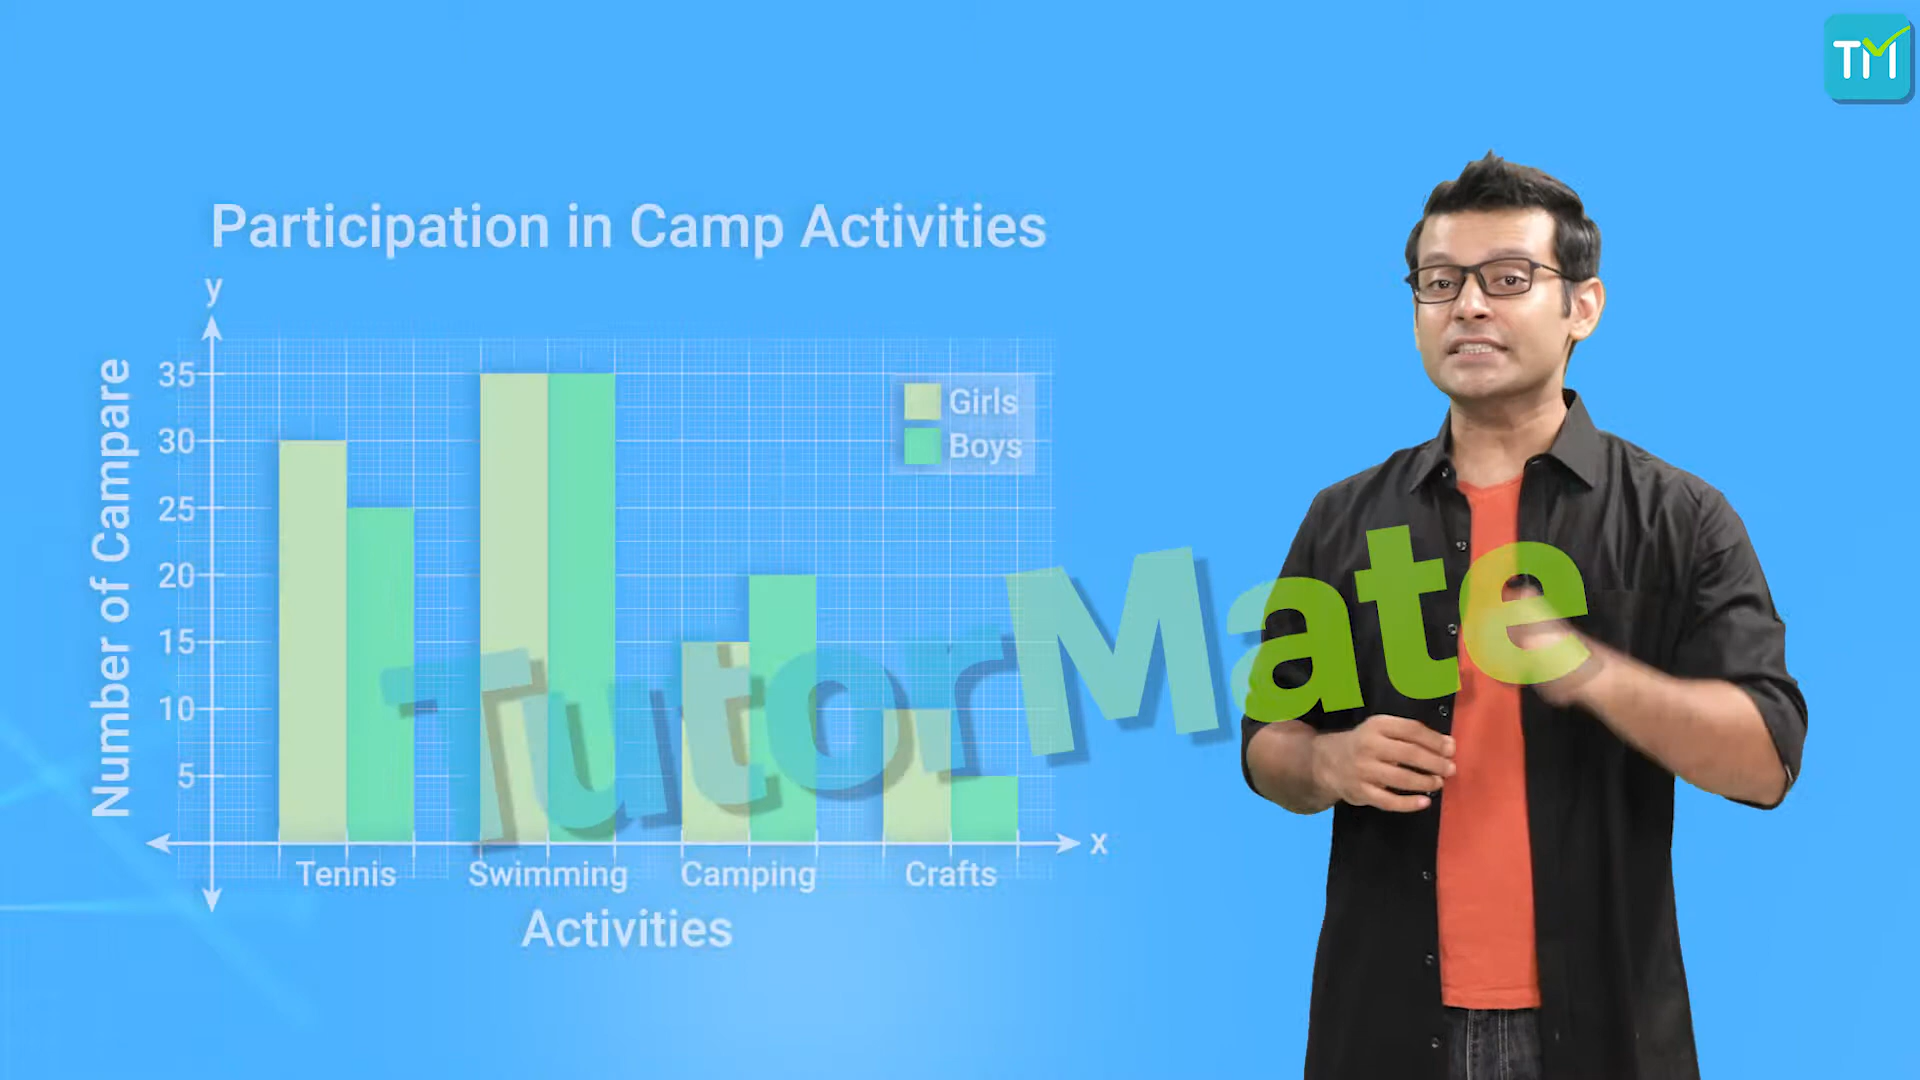 TM
Participation in Camp Activities
y
Number of Campare
35
30
25
20
15
10
5
Girls
Boys
TutorMate
x
Tennis Swimming Camping Crafts
Activities